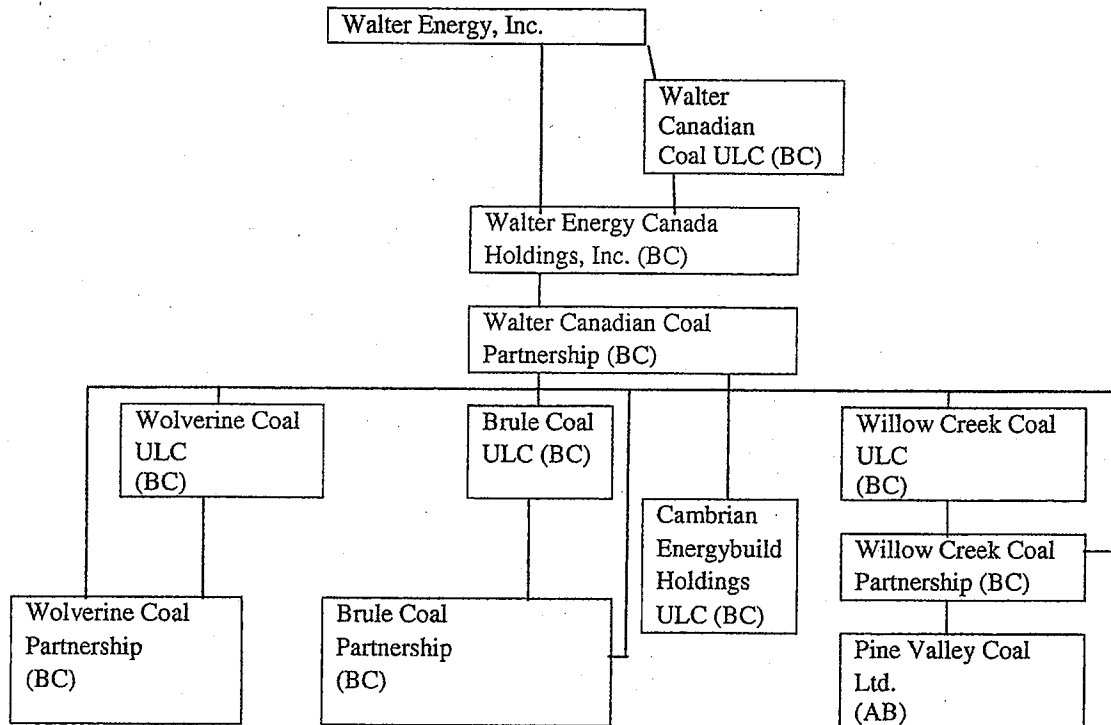 Walter Energy, Inc.
Walter
Canadian
Coal ULC (BC)
Walter Energy Canada
Holdings, Inc. (BC)
Walter Canadian Coal
Partnership (BC)
Wolverine Coal
ULC
(BC)
Brule Coal
ULC (BC)
Willow Creek Coal
ULC
(BC)
Cambrian
Energybuild
Holdings
ULC (BC)
Willow Creek Coal
Partnership (BC)
Wolverine Coal
Partnership
(BC)
Brule Coal
Partnership
(BC)
Pine Valley Coal
Ltd.
(AB)